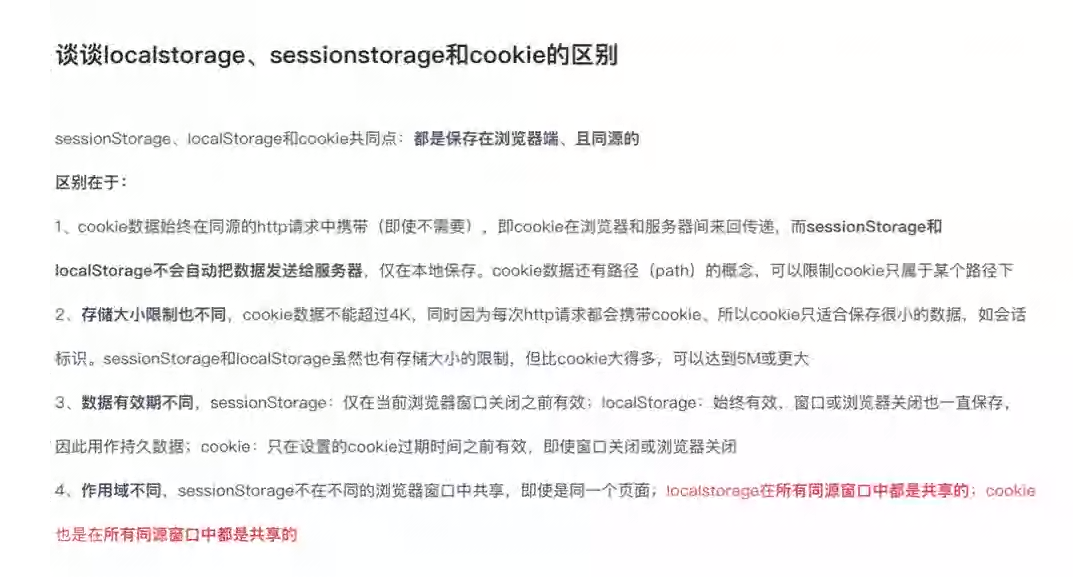 谈谈localstorage、sessionstorage和cookie的区别
sessionStorage、localStorage和cookie共同点：都是保存在浏览器端、且同源的
区别在于：
1、cookie数据始终在同源的http请求中携带（即使不需要），即cookie在浏览器和服务器间来回传递，而sessionStorage和
localStorage不会自动把数据发送给服务器，仅在本地保存。cookie数据还有路径（path）的概念，可以限制cookie只属于某个路径下
2、存储大小限制也不同，cookie数据不能超过4K，同时因为每次http请求都会携带cookie、所以cookie只适合保存很小的数据，如会话
标识。sessionStorage和localStorage虽然也有存储大小的限制，但比cookie大得多，可以达到5M或更大
3、数据有效期不同，sessionStorage：仅在当前浏览器窗口关闭之前有效；localStorage：始终有效，窗口或浏览器关闭也一直保存，
因此用作持久数据；cookie：只在设置的cookie过期时间之前有效，即使窗口关闭或浏览器关闭
4、作用域不同，sessionStorage不在不同的浏览器窗口中共享，即使是同一个页面；localstorage在所有同源窗口中都是共享的；cookie
也是在所有同源窗口中都是共享的